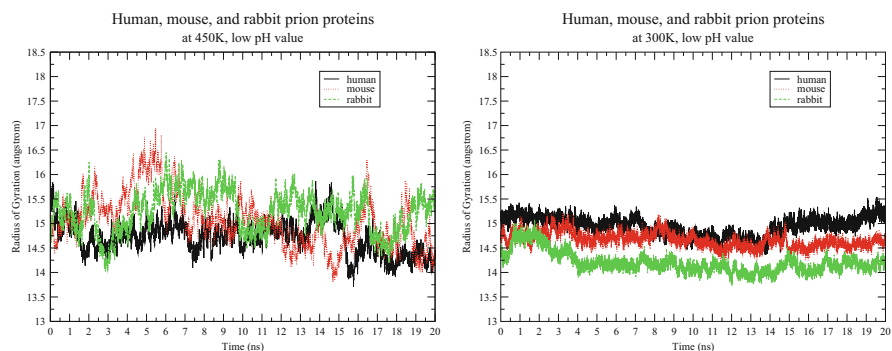 Human, mouse, and rabbit prion proteins
at 450K, low pH value
18.5
18
17.5
17
16.5
16
15.5
15
14.5
14
13.5
13
Radius of Gyration (angstrom)
human
mouse
rabbit
0 1 2 3 4 5 6 7 8 9 10 11 12 13 14 15 16 17 18 19 20
Time (ns)
Human, mouse, and rabbit prion proteins
at 300K, low pH value
18.5
18
17.5
17
16.5
16
15.5
15
14.5
14
13.5
13
Radius of Gyration (angstrom)
human
mouse
rabbit
0 1 2 3 4 5 6 7 8 9 10 11 12 13 14 15 16 17 18 19 20
Time (ns)